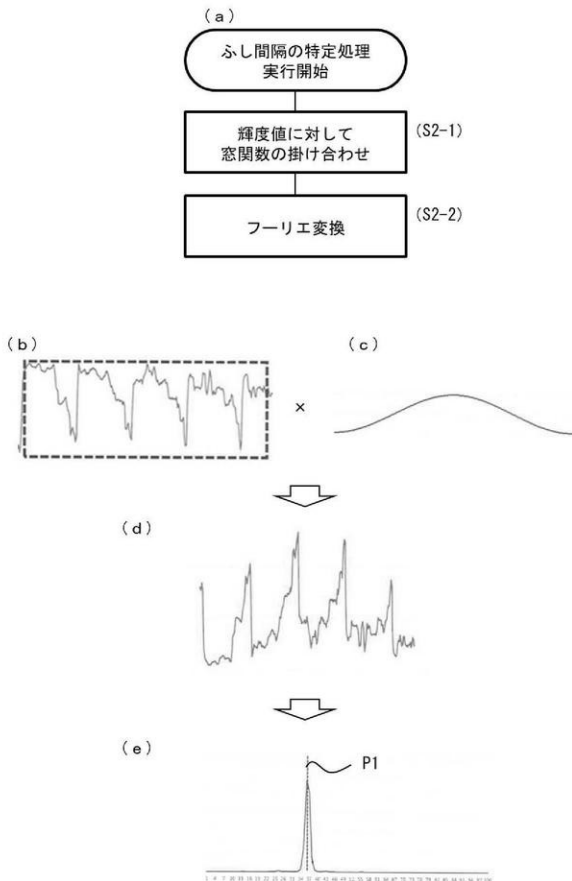 (a)
ふし間隔の特定処理
実行開始
輝度値に対して
窓関数の掛け合わせ
(S2-1)
フーリエ変換
(S2-2)
(b)
×
(c)
(d)
(e)
P1